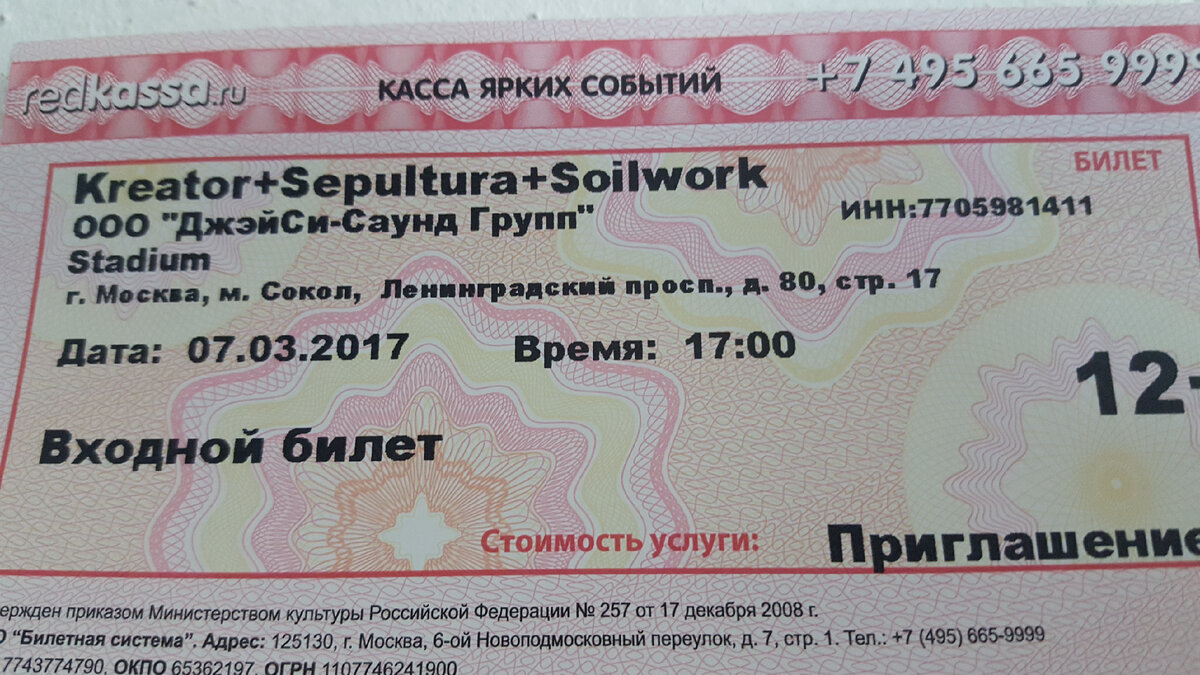 redkassa.ru КАССА ЯРКИХ СОБЫТИЙ +7 495 665 9999
БИЛЕТ
Kreator+Sepultura+Soilwork
ООО "ДжэйСи-Саунд Групп" ИНН:7705981411
Stadium
г. Москва, м. Сокол, Ленинградский просп., д. 80, стр. 17
Дата: 07.03.2017 Время: 17:00
12-
Входной билет
Стоимость услуги: Приглашение
ержден приказом Министерством культуры Российской Федерации № 257 от 17 декабря 2008 г.
О "Билетная система". Адрес: 125130, г. Москва, 6-ой Новоподмосковный переулок, д. 7, стр. 1. Тел.: +7 (495) 665-9999
7743774790, ОКПО 65362197, ОГРН 1107746241900